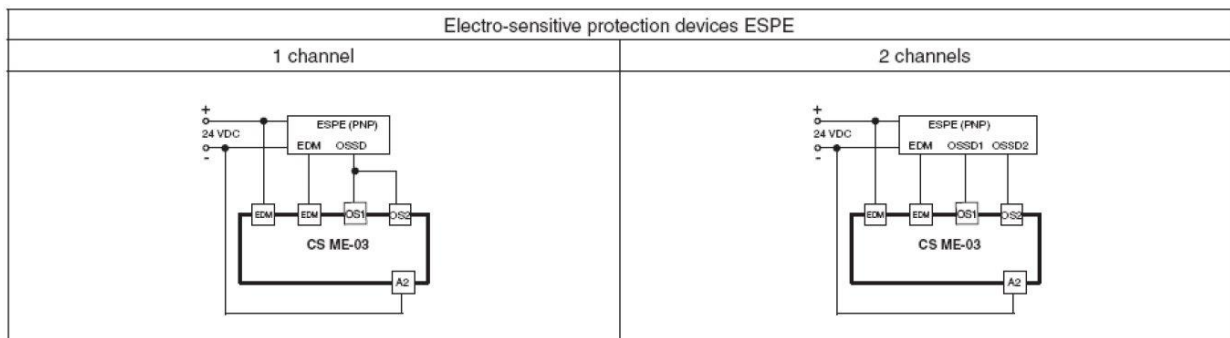 Electro-sensitive protection devices ESPE
1 channel
2 channels
+
24 VDC
-
ESPE (PNP)
EDM OSSD
EDM EDM OS1 OS2
CS ME-03
A2
+
24 VDC
-
ESPE (PNP)
EDM OSSD1 OSSD2
EDM EDM OS1 OS2
CS ME-03
A2